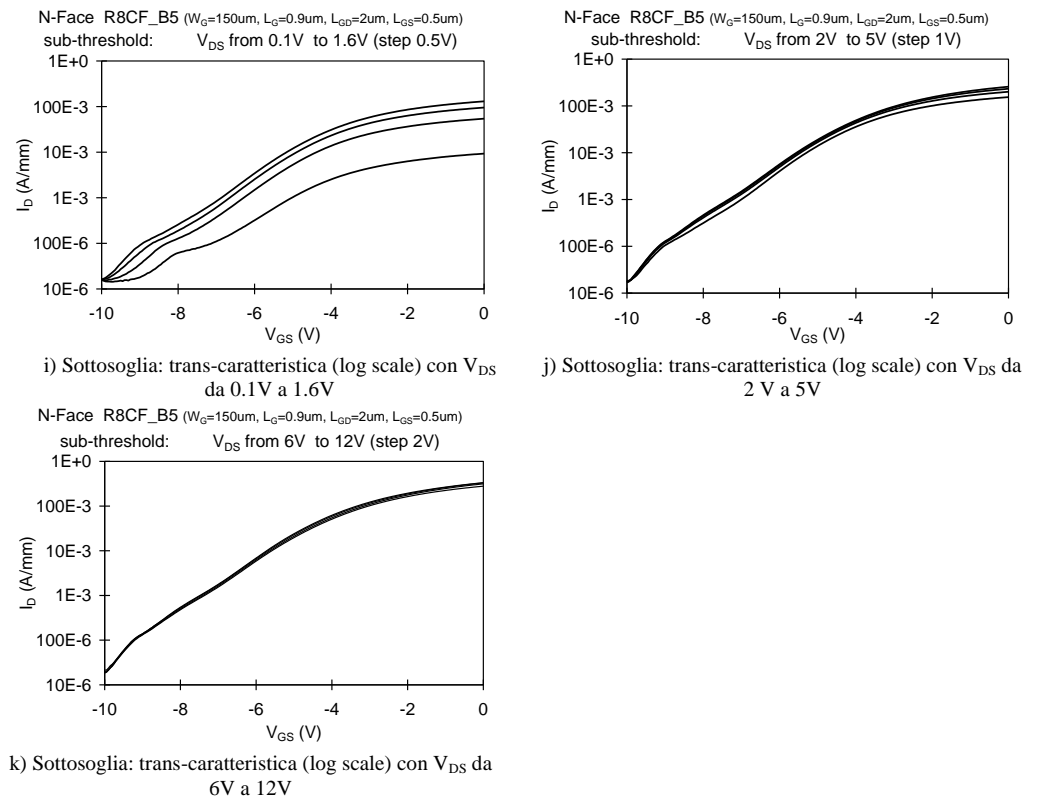 N-Face R8CF_B5 (WG=150um, LG=0.9um, LGD=2um, LGS=0.5um)
sub-threshold: VDS from 0.1V to 1.6V (step 0.5V)
1E+0
100E-3
10E-3
1E-3
100E-6
10E-6
ID (A/mm)
-10 -8 -6 -4 -2 0
VGS (V)
i) Sottosoglia: trans-caratteristica (log scale) con VDS
da 0.1V a 1.6V
N-Face R8CF_B5 (WG=150um, LG=0.9um, LGD=2um, LGS=0.5um)
sub-threshold: VDS from 2V to 5V (step 1V)
1E+0
100E-3
10E-3
1E-3
100E-6
10E-6
ID (A/mm)
-10 -8 -6 -4 -2 0
VGS (V)
j) Sottosoglia: trans-caratteristica (log scale) con VDS da
2 V a 5V
N-Face R8CF_B5 (WG=150um, LG=0.9um, LGD=2um, LGS=0.5um)
sub-threshold: VDS from 6V to 12V (step 2V)
1E+0
100E-3
10E-3
1E-3
100E-6
10E-6
ID (A/mm)
-10 -8 -6 -4 -2 0
VGS (V)
k) Sottosoglia: trans-caratteristica (log scale) con VDS da
6V a 12V